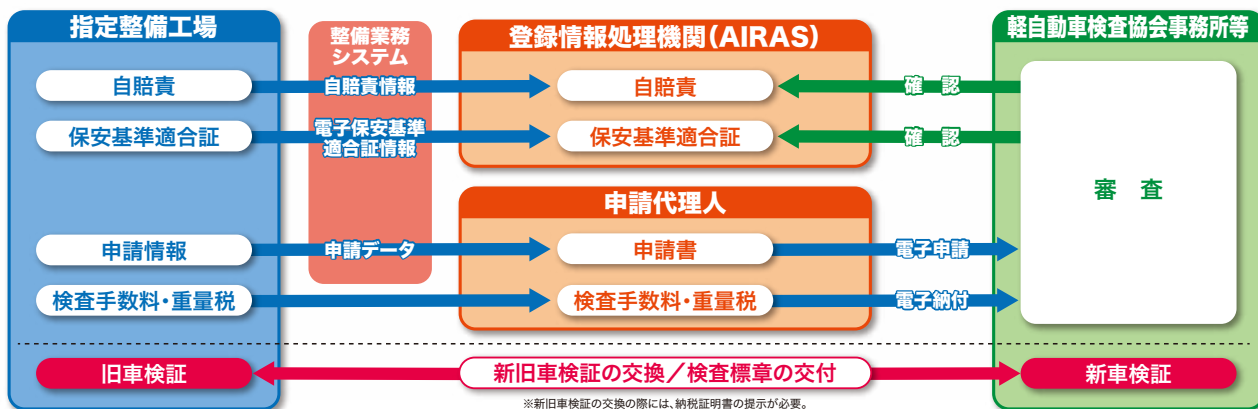 指定整備工場
整備業務
システム
登録情報処理機関（AIRAS）
軽自動車検査協会事務所等
自賠責
自賠責情報
自賠責
確 認
保安基準適合証
電子保安基準
適合証情報
保安基準適合証
確 認
審 査
申請代理人
申請情報
申請データ
申請書
電子申請
検査手数料・重量税
検査手数料・重量税
電子納付
旧車検証
新旧車検証の交換／検査標章の交付
新車検証
※新旧車検証の交換の際には、納税証明書の提示が必要。